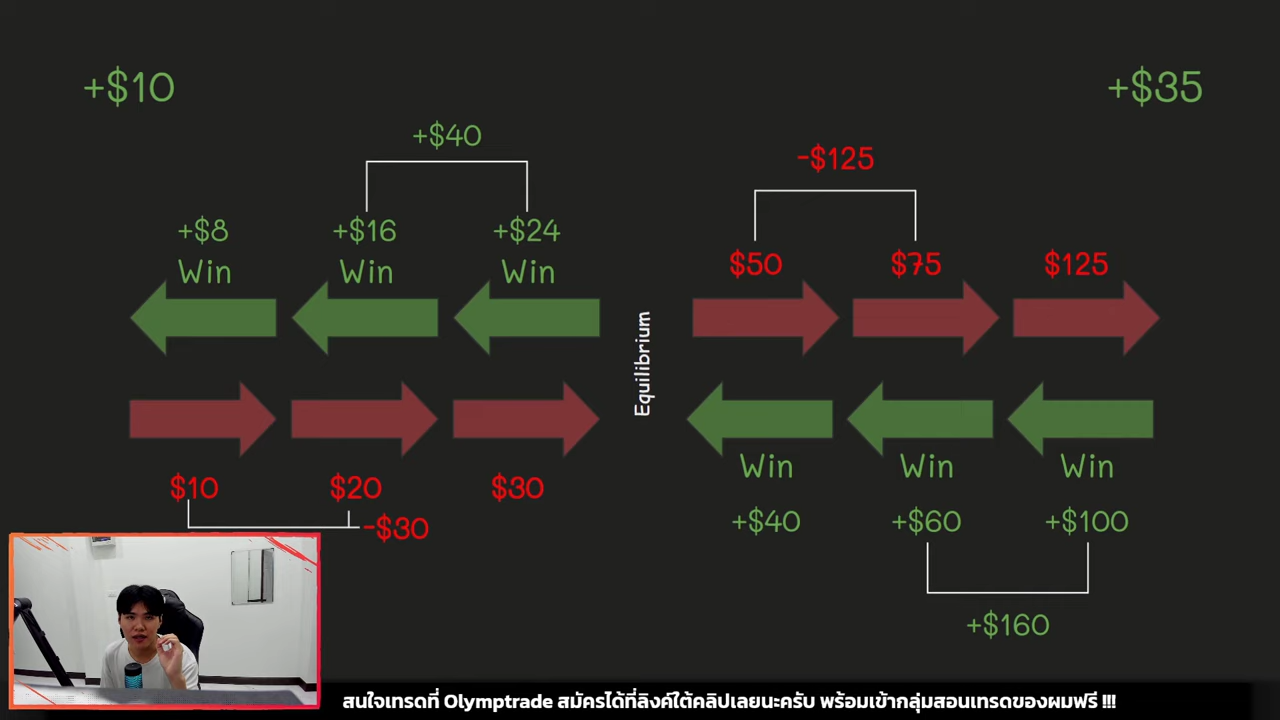 +$10
+$35
+$40
-$125
+$8
+$16
+$24
Win
Win
Win
$50
$75
$125
Equilibrium
$10
$20
$30
-$30
Win
Win
Win
+$40
+$60
+$100
+$160
สนใจเทรดที่ Olymptrade สมัครได้ที่ลิงค์ใต้คลิปเลยนะครับ พร้อมเข้ากลุ่มสอนเทรดของผมฟรี !!!